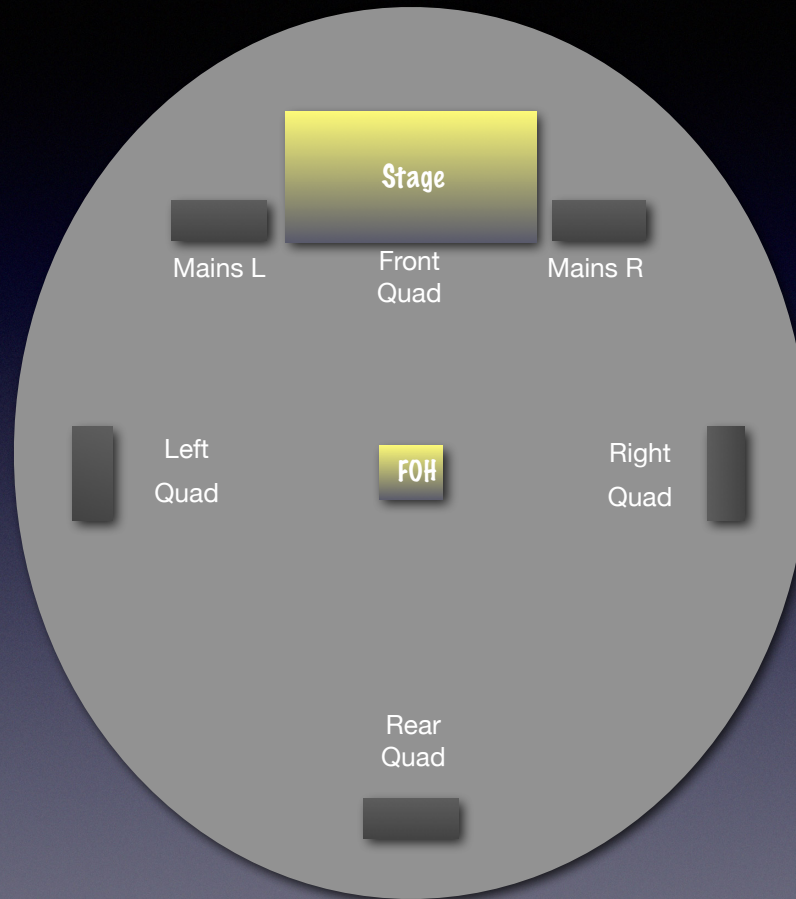 Stage
Mains L
Front
Quad
Mains R
Left
Quad
FOH
Right
Quad
Rear
Quad